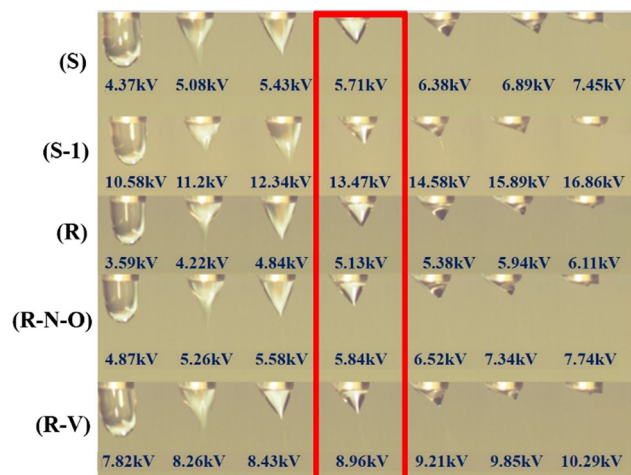 (S)
4.37kV 5.08kV 5.43kV 5.71kV 6.38kV 6.89kV 7.45kV
(S-1)
10.58kV 11.2kV 12.34kV 13.47kV 14.58kV 15.89kV 16.86kV
(R)
3.59kV 4.22kV 4.84kV 5.13kV 5.38kV 5.94kV 6.11kV
(R-N-O)
4.87kV 5.26kV 5.58kV 5.84kV 6.52kV 7.34kV 7.74kV
(R-V)
7.82kV 8.26kV 8.43kV 8.96kV 9.21kV 9.85kV 10.29kV